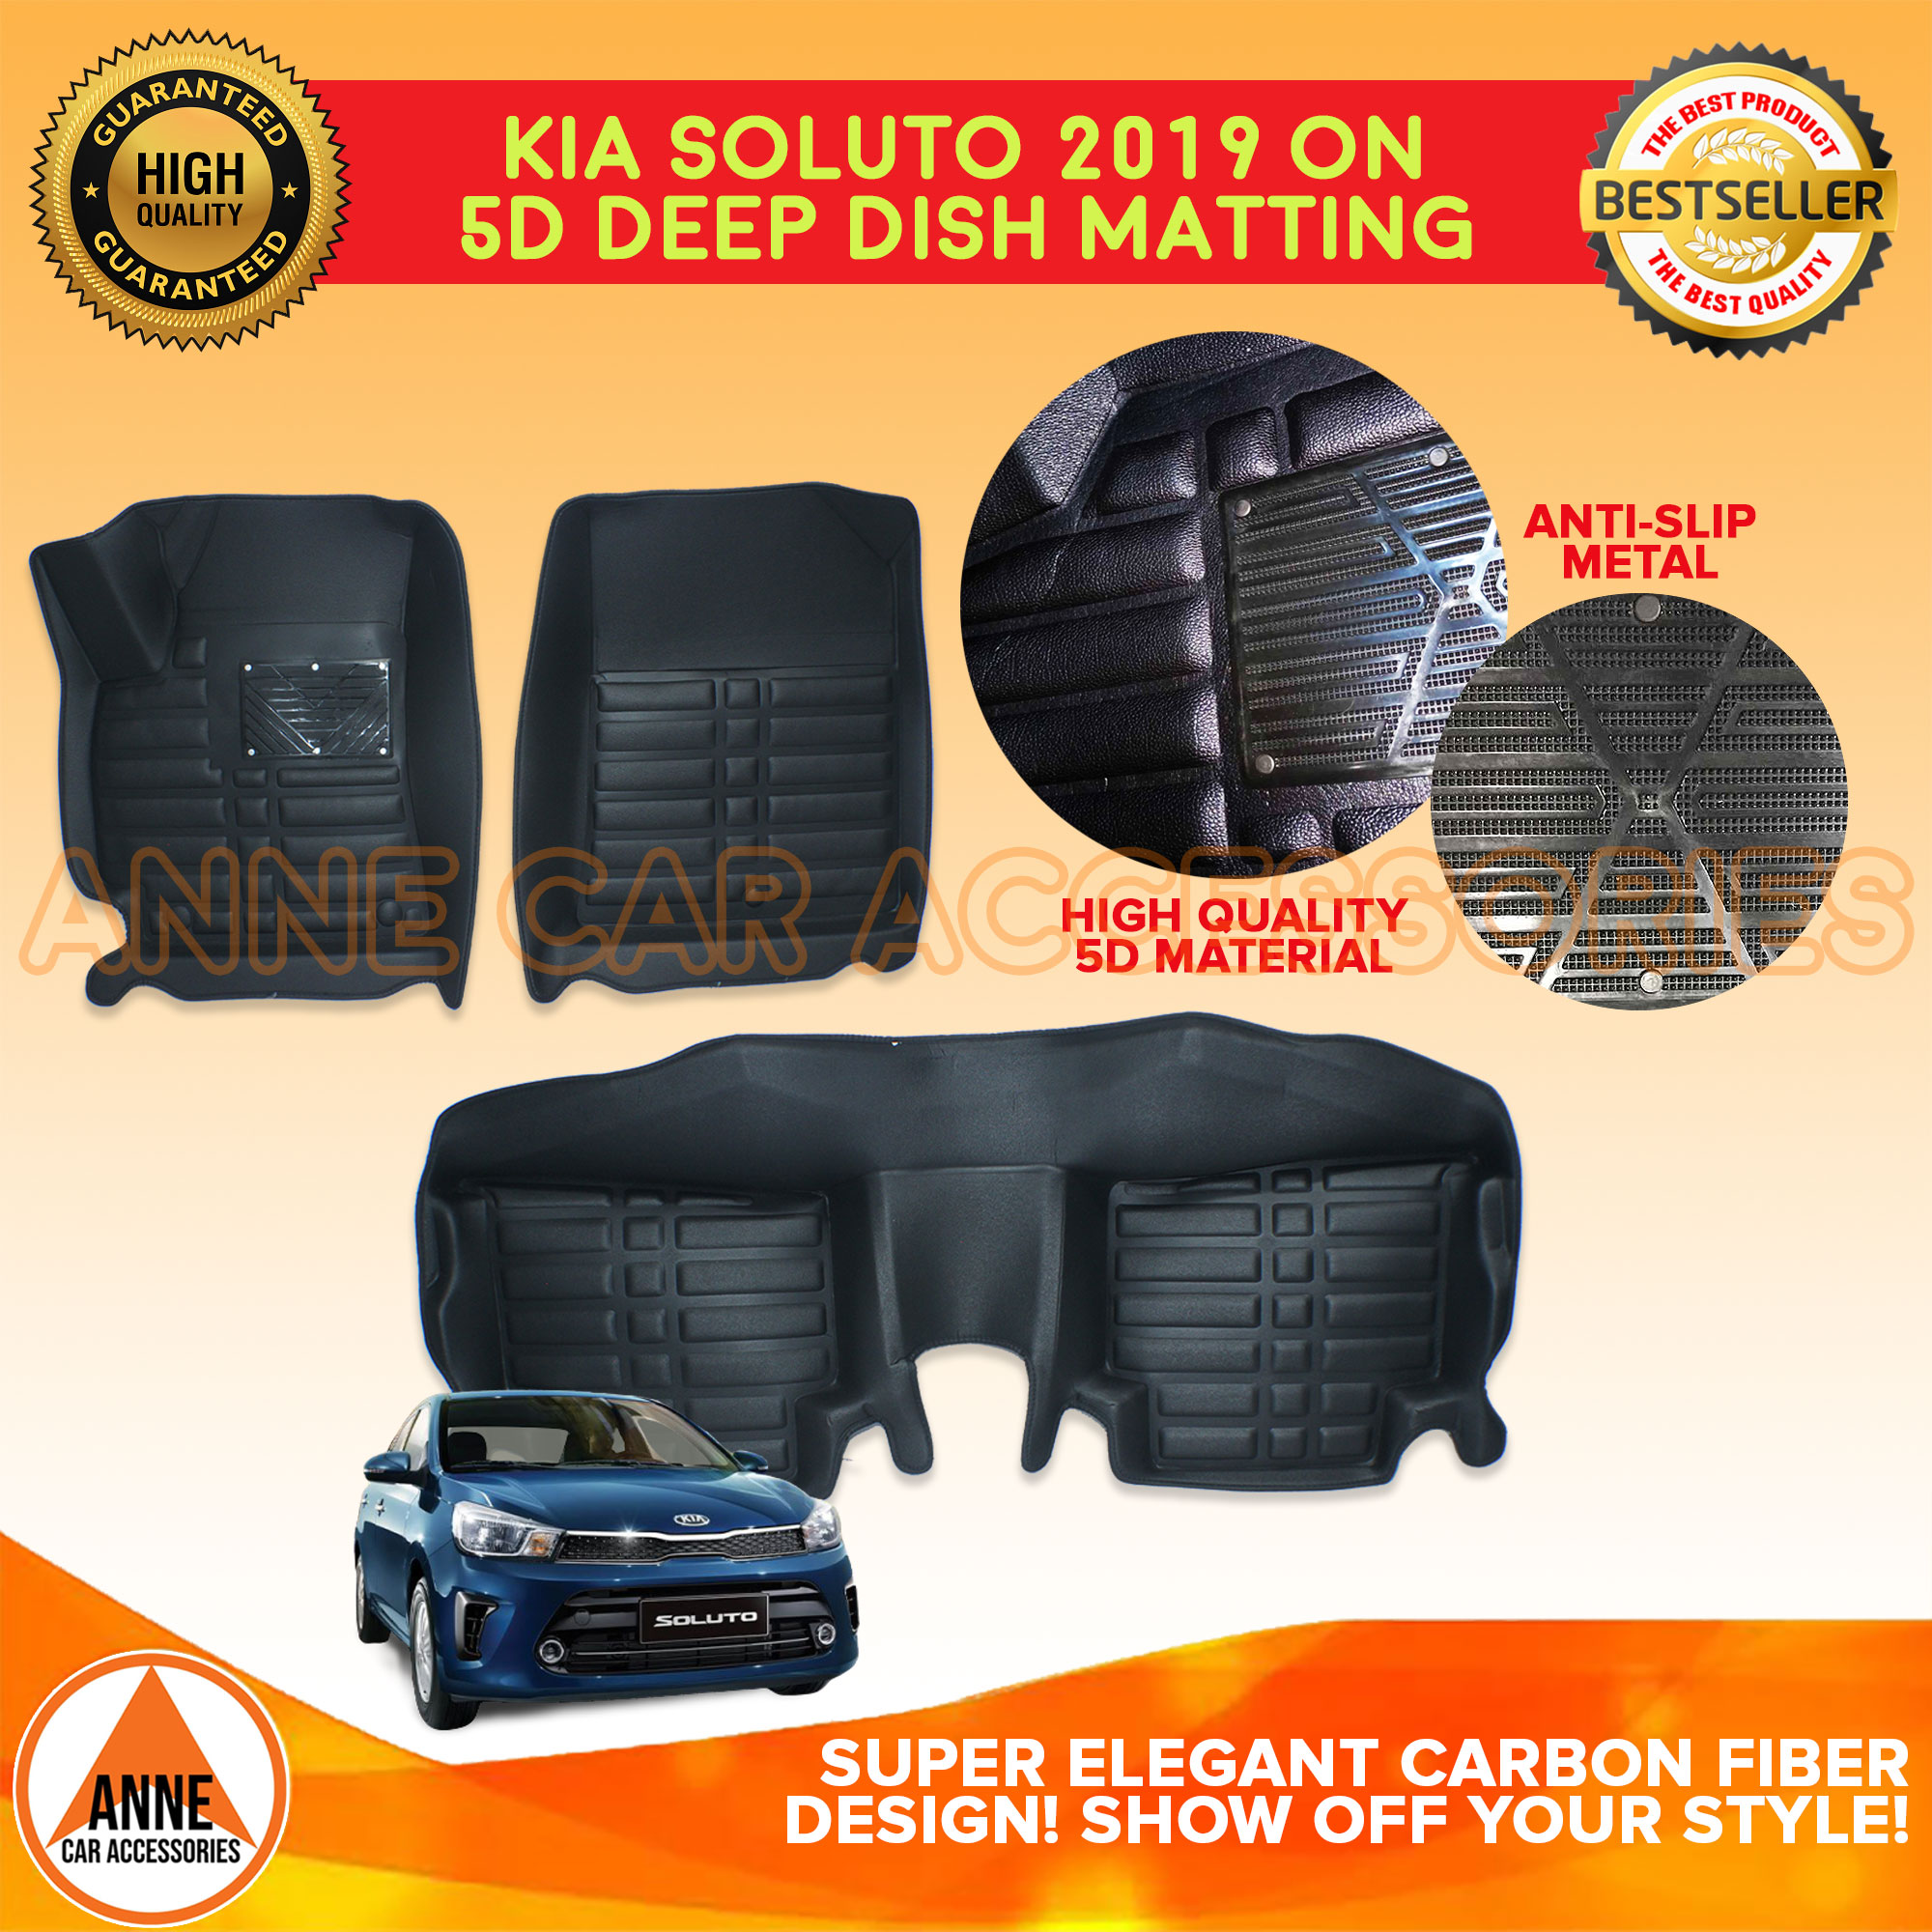 GUARANTEED
HIGH
QUALITY
GUARANTEED
KIA SOLUTO 2019 ON
5D DEEP DISH MATTING
THE BEST PRODUCT
BESTSELLER
THE BEST QUALITY
ANTI-SLIP
METAL
ANNE CAR ACCESSORIES
HIGH QUALITY
5D MATERIAL
KIA
SOLUTO
ANNE
CAR ACCESSORIES
SUPER ELEGANT CARBON FIBER
DESIGN! SHOW OFF YOUR STYLE!